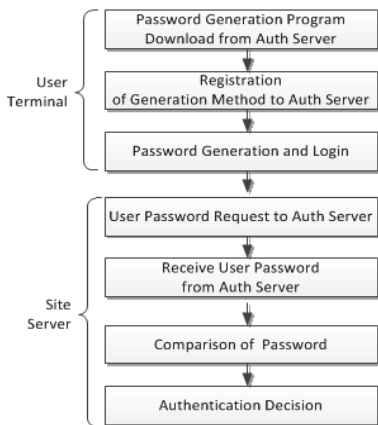 Password Generation Program
Download from Auth Server
User
Terminal
Registration
of Generation Method to Auth Server
Password Generation and Login
User Password Request to Auth Server
Receive User Password
from Auth Server
Site
Server
Comparison of Password
Authentication Decision